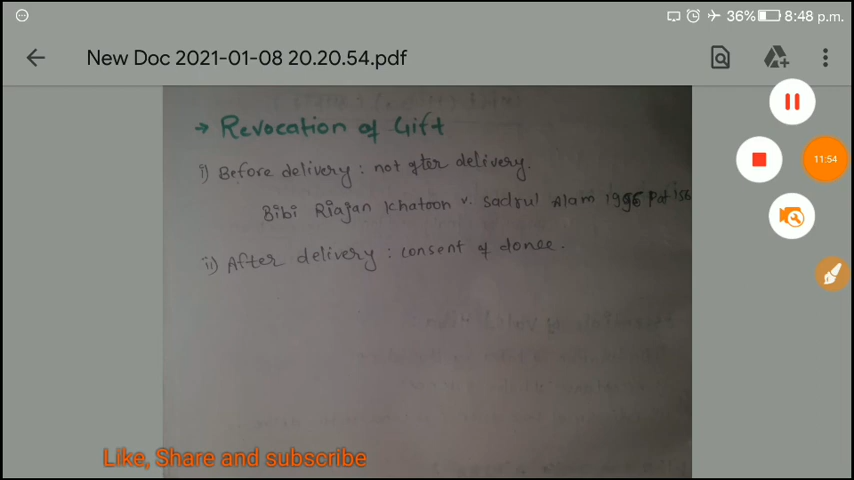 36% 8:48 p.m.
New Doc 2021-01-08 20.20.54.pdf
→ Revocation of Gift
i) Before delivery : not after delivery.
Bibi Riajan Khatoon v. Sadrul Alam 1996 Pat 156
11:54
ii) After delivery : consent of donee.
Like, Share and subscribe